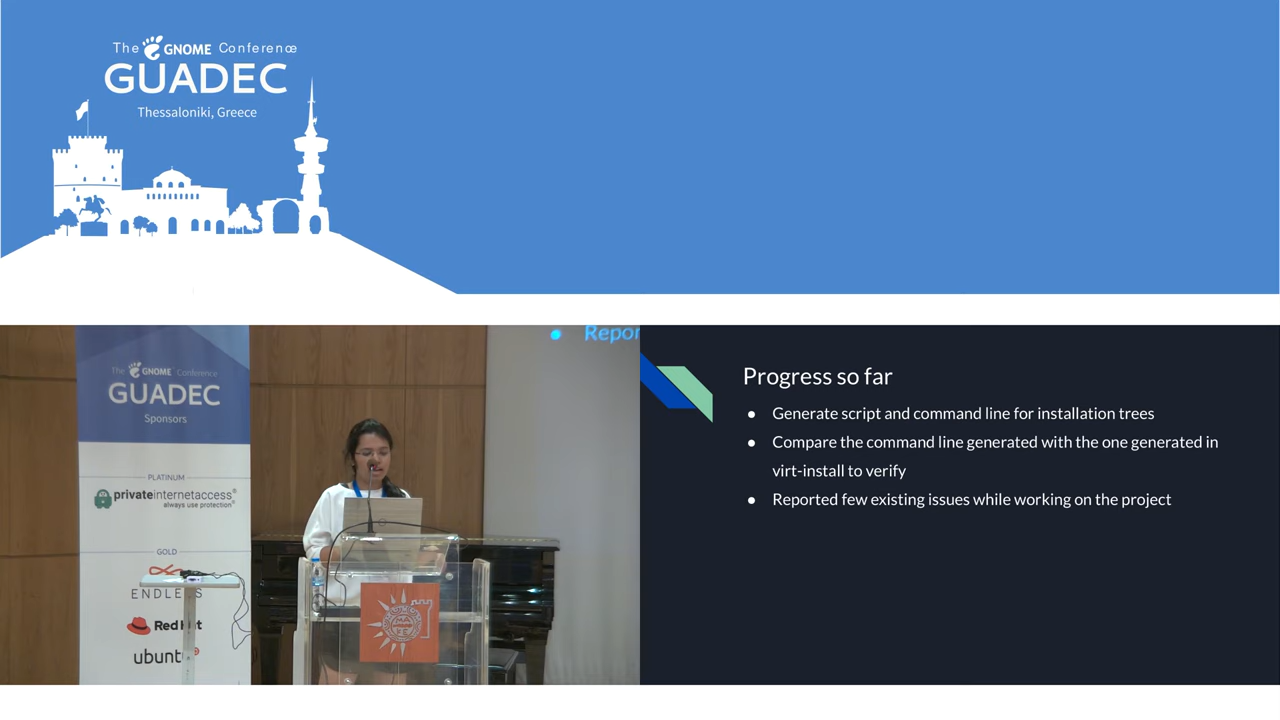 The GNOME Conference
GUADEC
Thessaloniki, Greece
Repor
The GNOME Conference
GUADEC
Sponsors
PLATINUM
privateinternetaccess®
always use protection®
GOLD
ENDLESS
Red Hat
ubuntu®
Progress so far
● Generate script and command line for installation trees
● Compare the command line generated with the one generated in
virt-install to verify
● Reported few existing issues while working on the project